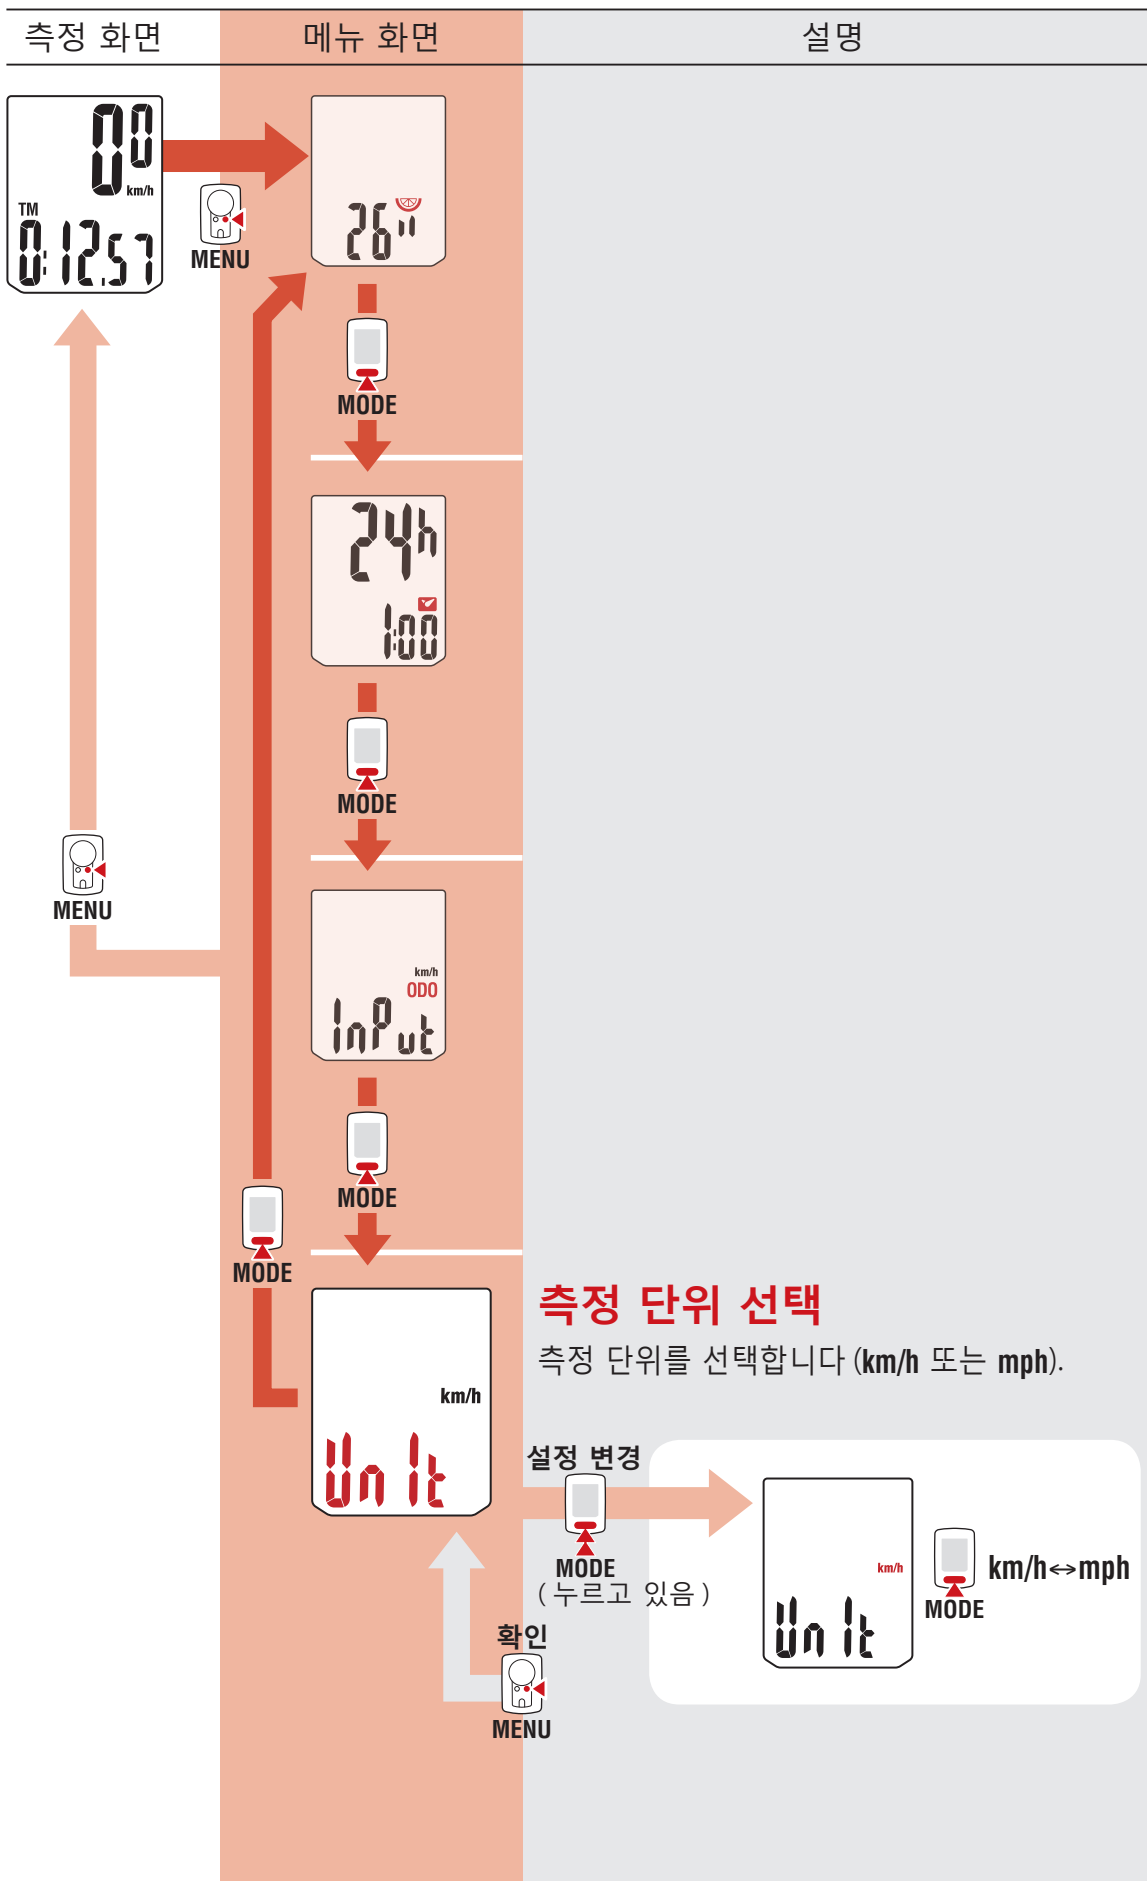 측정 화면
메뉴 화면
설명
00
km/h
TM
0:12.57
MENU
26"
MODE
24h
1:00
MODE
MENU
km/h
ODO
InPut
MODE
MODE
측정 단위 선택
측정 단위를 선택합니다 (km/h 또는 mph).
km/h
UnIt
설정 변경
MODE
( 누르고 있음 )
km/h
UnIt
MODE
km/h↔mph
확인
MENU